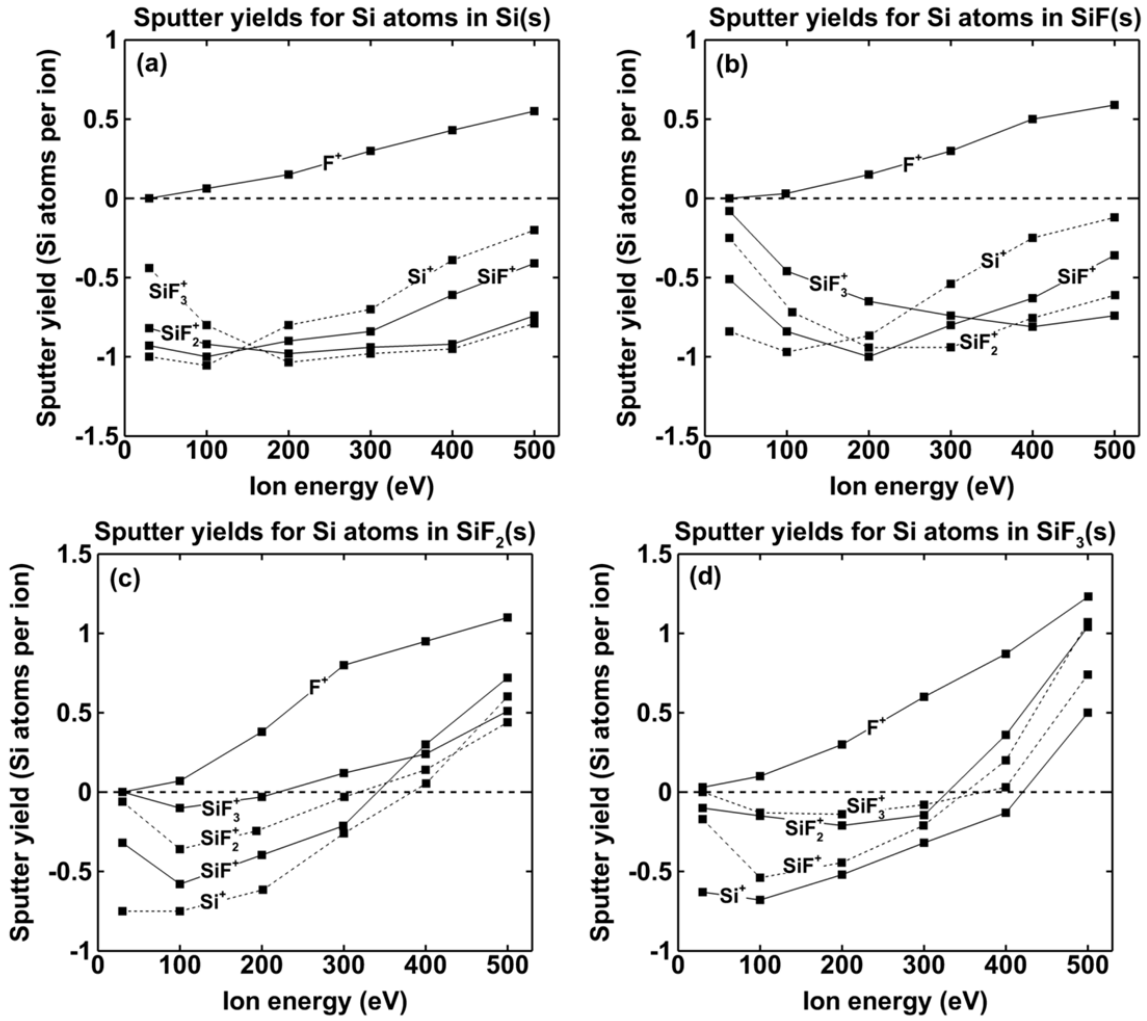 Sputter yields for Si atoms in Si(s)
(a)
Sputter yield (Si atoms per ion)
1
0.5
0
-0.5
-1
-1.5
F⁺
Si⁺
SiF⁺
SiF₃⁺
SiF₂⁺
0 100 200 300 400 500
Ion energy (eV)
Sputter yields for Si atoms in SiF(s)
(b)
Sputter yield (Si atoms per ion)
1
0.5
0
-0.5
-1
-1.5
F⁺
Si⁺
SiF₃⁺
SiF⁺
SiF₂⁺
0 100 200 300 400 500
Ion energy (eV)
Sputter yields for Si atoms in SiF₂(s)
(c)
Sputter yield (Si atoms per ion)
1.5
1
0.5
0
-0.5
-1
F⁺
SiF₃⁺
SiF₂⁺
SiF⁺
Si⁺
0 100 200 300 400 500
Ion energy (eV)
Sputter yields for Si atoms in SiF₃(s)
(d)
Sputter yield (Si atoms per ion)
1.5
1
0.5
0
-0.5
-1
F⁺
SiF₃⁺
SiF₂⁺
SiF⁺
Si⁺
0 100 200 300 400 500
Ion energy (eV)